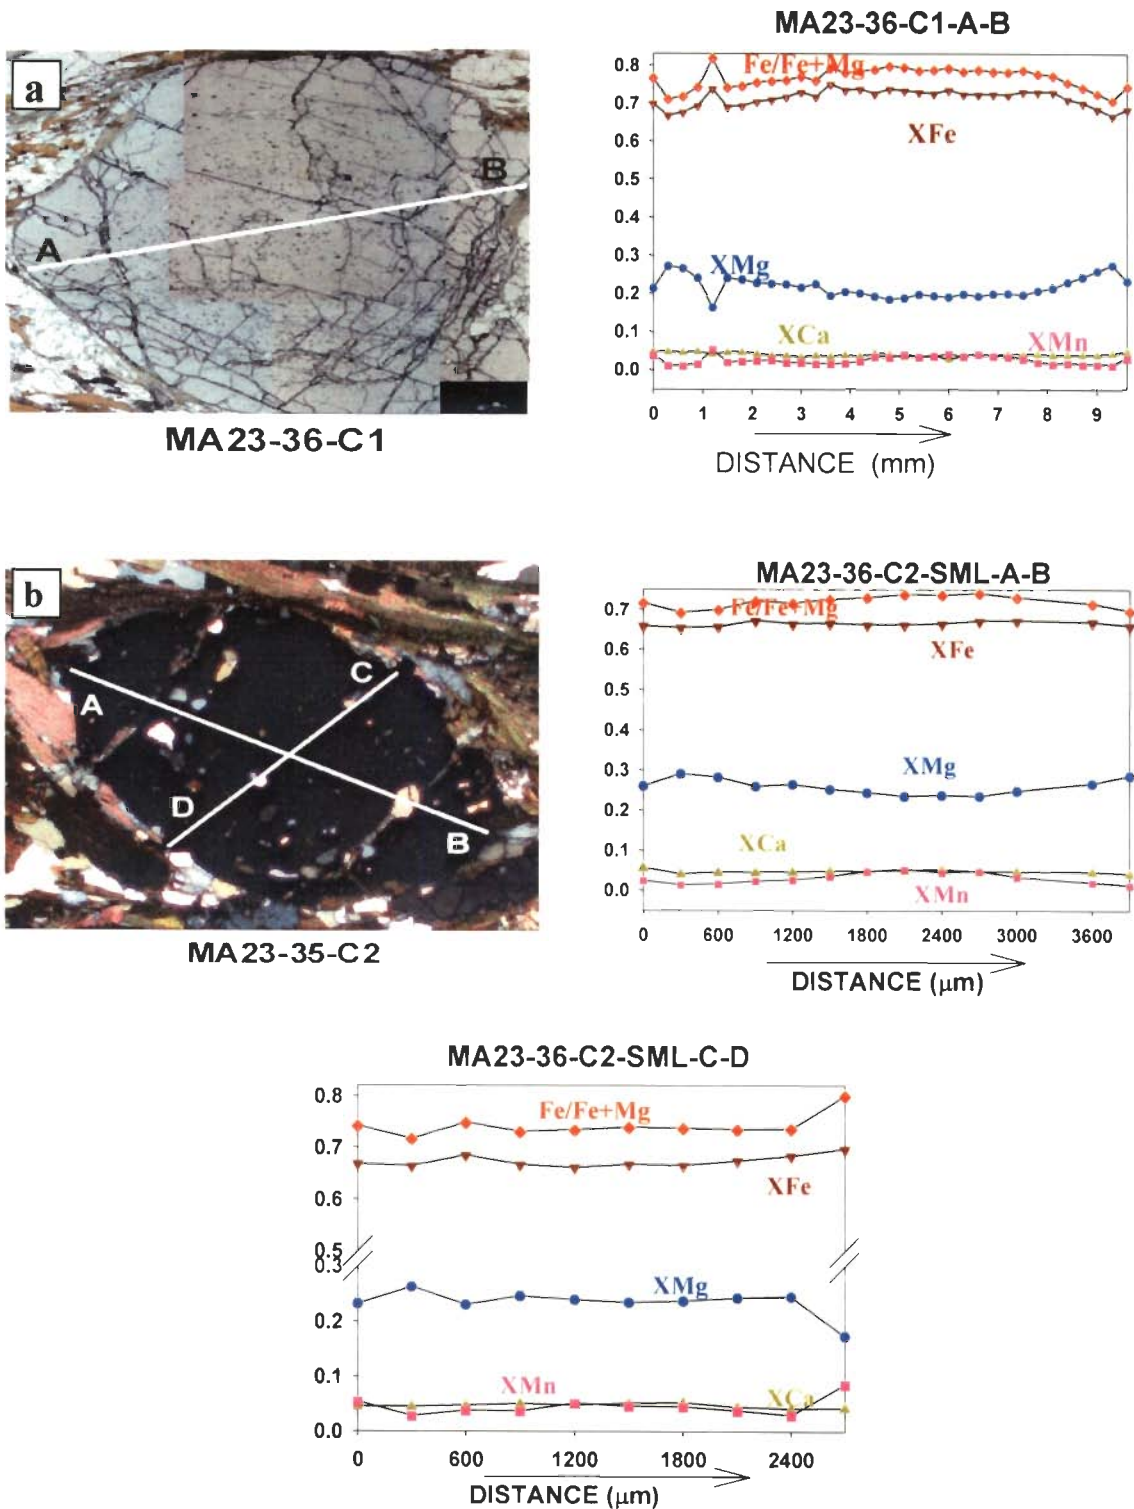 MA23-36-C1-A-B
a
A
B
MA23-36-C1
0.8
0.7
0.6
0.5
0.4
0.3
0.2
0.1
0.0
Fe/Fe+Mg
XFe
XMg
XCa
XMn
0 1 2 3 4 5 6 7 8 9
DISTANCE (mm)
b
A
C
D
B
MA23-35-C2
MA23-36-C2-SML-A-B
0.7
0.6
0.5
0.4
0.3
0.2
0.1
0.0
Fe/Fe+Mg
XFe
XMg
XCa
XMn
0 600 1200 1800 2400 3000 3600
DISTANCE (μm)
MA23-36-C2-SML-C-D
0.8
0.7
0.6
0.5
0.3
0.2
0.1
0.0
Fe/Fe+Mg
XFe
XMg
XMn
XCa
0 600 1200 1800 2400
DISTANCE (μm)